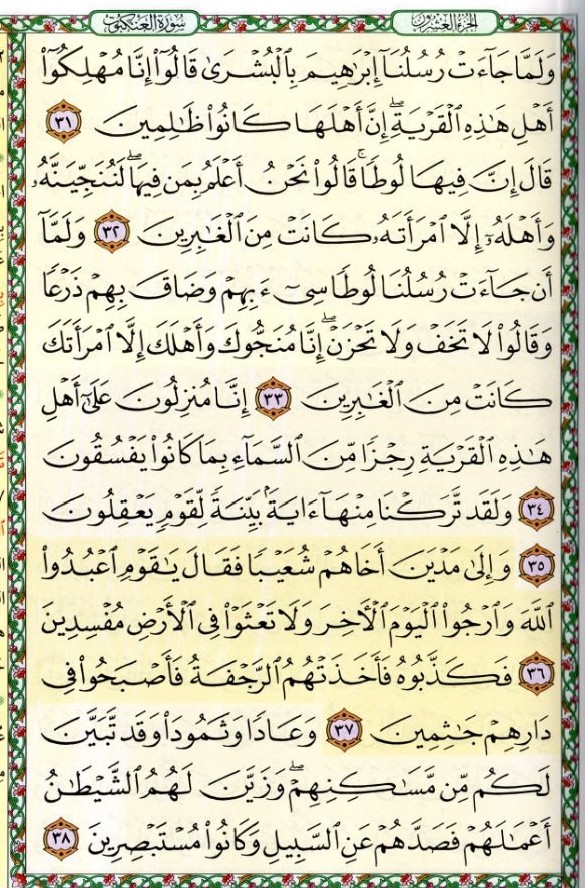 الجزء العشرون
سورة العنكبوت
وَلَمَّا جَآءَتْ رُسُلُنَآ إِبْرَٰهِيمَ بِٱلْبُشْرَىٰ قَالُوٓا۟ إِنَّا مُهْلِكُوٓا۟
أَهْلِ هَٰذِهِ ٱلْقَرْيَةِ ۖ إِنَّ أَهْلَهَا كَانُوا۟ ظَٰلِمِينَ ٣١
قَالَ إِنَّ فِيهَا لُوطًا ۚ قَالُوا۟ نَحْنُ أَعْلَمُ بِمَن فِيهَا ۖ لَنُنَجِّيَنَّهُۥ
وَأَهْلَهُۥٓ إِلَّا ٱمْرَأَتَهُۥ كَانَتْ مِنَ ٱلْغَٰبِرِينَ ٣٢ وَلَمَّآ
أَن جَآءَتْ رُسُلُنَا لُوطًا سِىٓءَ بِهِمْ وَضَاقَ بِهِمْ ذَرْعًا
وَقَالُوا۟ لَا تَخَفْ وَلَا تَحْزَنْ ۖ إِنَّا مُنَجُّوكَ وَأَهْلَكَ إِلَّا ٱمْرَأَتَكَ
كَانَتْ مِنَ ٱلْغَٰبِرِينَ ٣٣ إِنَّا مُنزِلُونَ عَلَىٰٓ أَهْلِ
هَٰذِهِ ٱلْقَرْيَةِ رِجْزًا مِّنَ ٱلسَّمَآءِ بِمَا كَانُوا۟ يَفْسُقُونَ
٣٤ وَلَقَد تَّرَكْنَا مِنْهَآ ءَايَةًۢ بَيِّنَةً لِّقَوْمٍ يَعْقِلُونَ
٣٥ وَإِلَىٰ مَدْيَنَ أَخَاهُمْ شُعَيْبًا فَقَالَ يَٰقَوْمِ ٱعْبُدُوا۟
ٱللَّهَ وَٱرْجُوا۟ ٱلْيَوْمَ ٱلْـَٔاخِرَ وَلَا تَعْثَوْا۟ فِى ٱلْأَرْضِ مُفْسِدِينَ
٣٦ فَكَذَّبُوهُ فَأَخَذَتْهُمُ ٱلرَّجْفَةُ فَأَصْبَحُوا۟ فِى
دَارِهِمْ جَٰثِمِينَ ٣٧ وَعَادًا وَثَمُودَا۟ وَقَد تَّبَيَّنَ
لَكُم مِّن مَّسَٰكِنِهِمْ ۖ وَزَيَّنَ لَهُمُ ٱلشَّيْطَٰنُ
أَعْمَٰلَهُمْ فَصَدَّهُمْ عَنِ ٱلسَّبِيلِ وَكَانُوا۟ مُسْتَبْصِرِينَ ٣٨